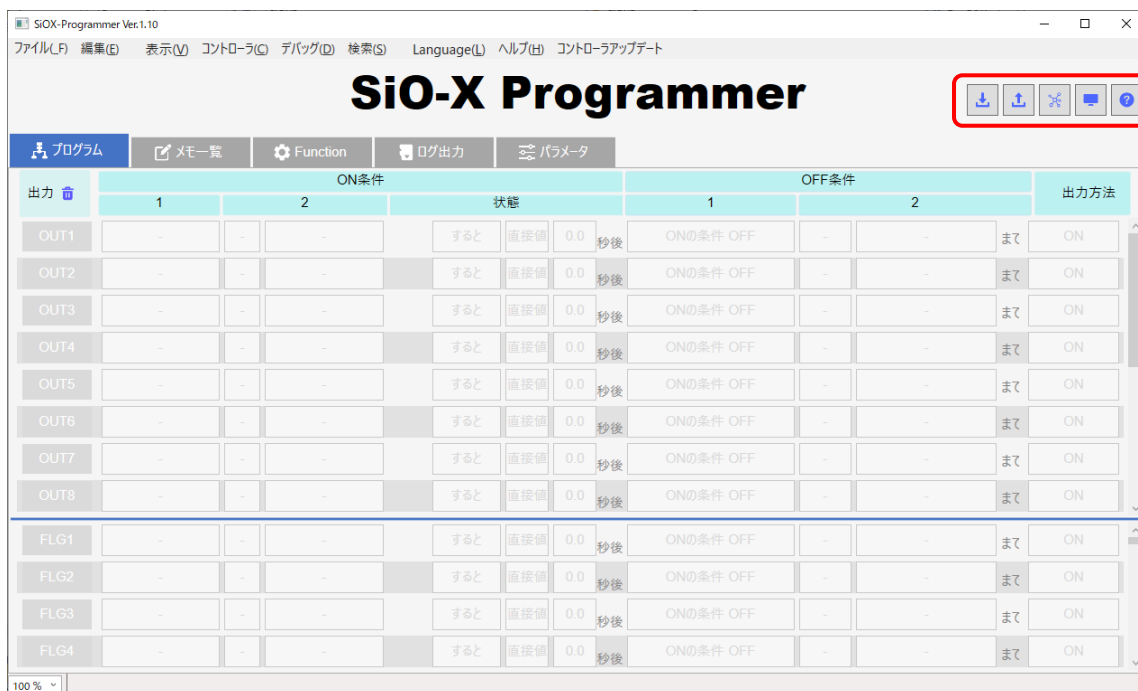 SiOX-Programmer Ver.1.10
ファイル(_F) 編集(E) 表示(V) コントローラ(C) デバッグ(D) 検索(S) Language(L) ヘルプ(H) コントローラアップデート
SiO-X Programmer
プログラム メモ一覧 Function ログ出力 パラメータ
出力 ON条件 OFF条件 出力方法
1 2 状態 1 2
OUT1 - - - すると 直接値 0.0 秒後 ONの条件 OFF - - まて ON
OUT2 - - - すると 直接値 0.0 秒後 ONの条件 OFF - - まて ON
OUT3 - - - すると 直接値 0.0 秒後 ONの条件 OFF - - まて ON
OUT4 - - - すると 直接値 0.0 秒後 ONの条件 OFF - - まて ON
OUT5 - - - すると 直接値 0.0 秒後 ONの条件 OFF - - まて ON
OUT6 - - - すると 直接値 0.0 秒後 ONの条件 OFF - - まて ON
OUT7 - - - すると 直接値 0.0 秒後 ONの条件 OFF - - まて ON
OUT8 - - - すると 直接値 0.0 秒後 ONの条件 OFF - - まて ON
FLG1 - - - すると 直接値 0.0 秒後 ONの条件 OFF - - まて ON
FLG2 - - - すると 直接値 0.0 秒後 ONの条件 OFF - - まて ON
FLG3 - - - すると 直接値 0.0 秒後 ONの条件 OFF - - まて ON
FLG4 - - - すると 直接値 0.0 秒後 ONの条件 OFF - - まて ON
100 %